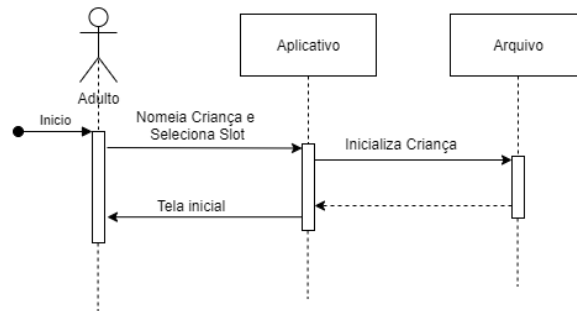 Aplicativo
Arquivo
Adulto
Inicio
Nomeia Criança e
Seleciona Slot
Inicializa Criança
Tela inicial